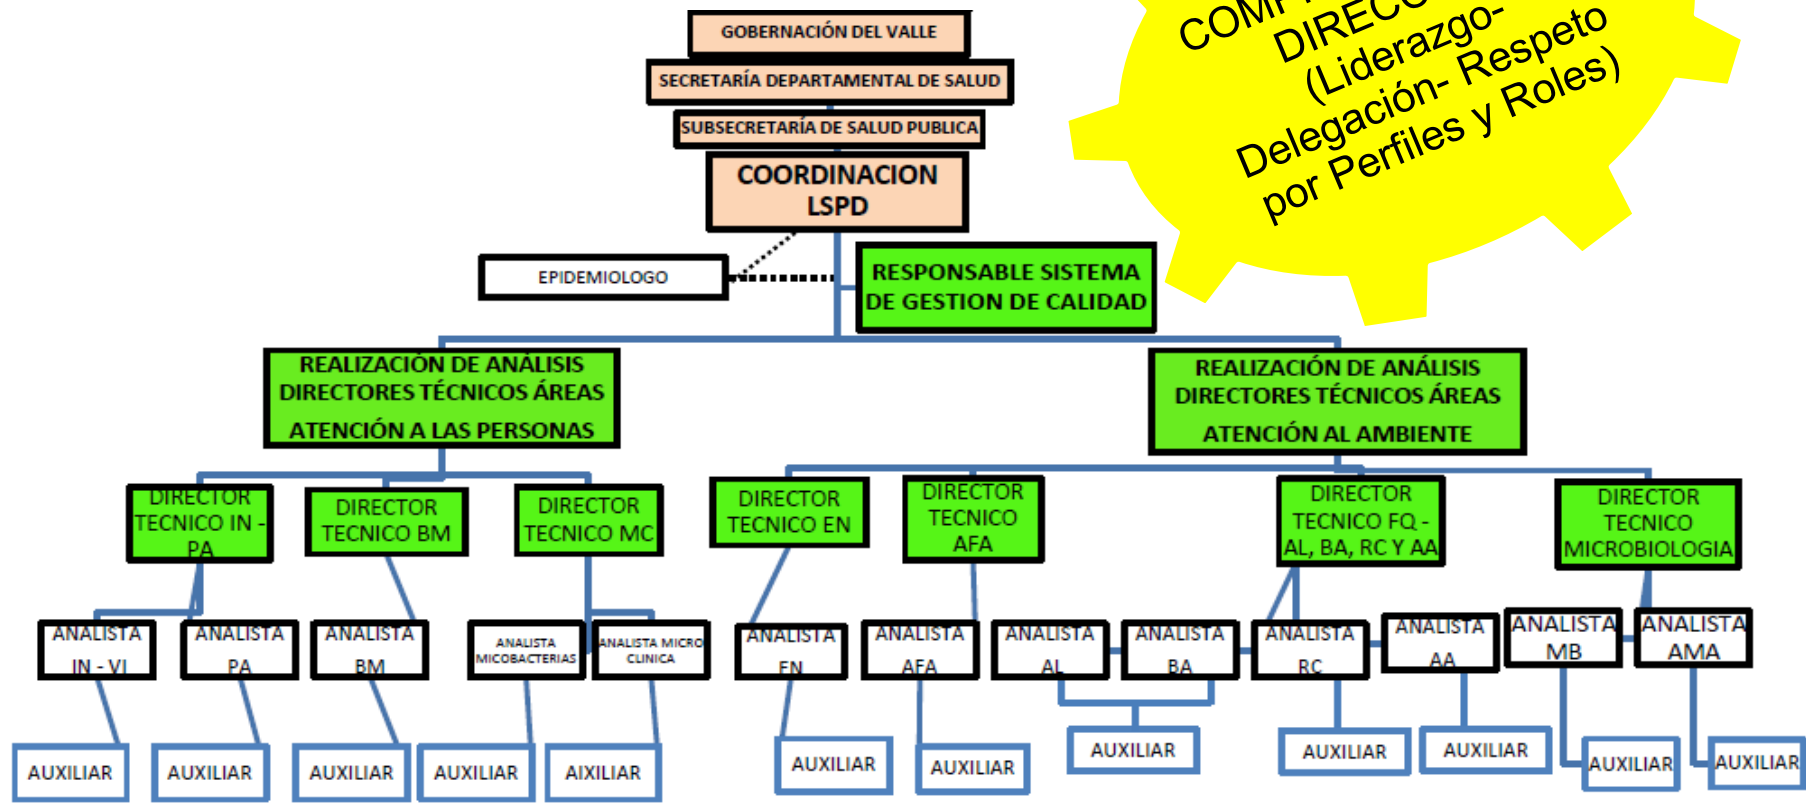 (Liderazgo-
Delegación- Respeto
por Perfiles y Roles)
GOBERNACIÓN DEL VALLE
SECRETARÍA DEPARTAMENTAL DE SALUD
SUBSECRETARÍA DE SALUD PUBLICA
COORDINACION
LSPD
EPIDEMIOLOGO
RESPONSABLE SISTEMA
DE GESTION DE CALIDAD
REALIZACIÓN DE ANÁLISIS
DIRECTORES TÉCNICOS ÁREAS
ATENCIÓN A LAS PERSONAS
REALIZACIÓN DE ANÁLISIS
DIRECTORES TÉCNICOS ÁREAS
ATENCIÓN AL AMBIENTE
DIRECTOR
TECNICO IN -
PA
DIRECTOR
TECNICO BM
DIRECTOR
TECNICO MC
DIRECTOR
TECNICO EN
DIRECTOR
TECNICO
AFA
DIRECTOR
TECNICO FQ -
AL, BA, RC Y AA
DIRECTOR
TECNICO
MICROBIOLOGIA
ANALISTA
IN - VI
ANALISTA
PA
ANALISTA
BM
ANALISTA
MICOBACTERIAS
ANALISTA MICRO
CLINICA
ANALISTA
EN
ANALISTA
AFA
ANALISTA
AL
ANALISTA
BA
ANALISTA
RC
ANALISTA
AA
ANALISTA
MB
ANALISTA
AMA
AUXILIAR
AUXILIAR
AUXILIAR
AUXILIAR
AIXILIAR
AUXILIAR
AUXILIAR
AUXILIAR
AUXILIAR
AUXILIAR
AUXILIAR
AUXILIAR